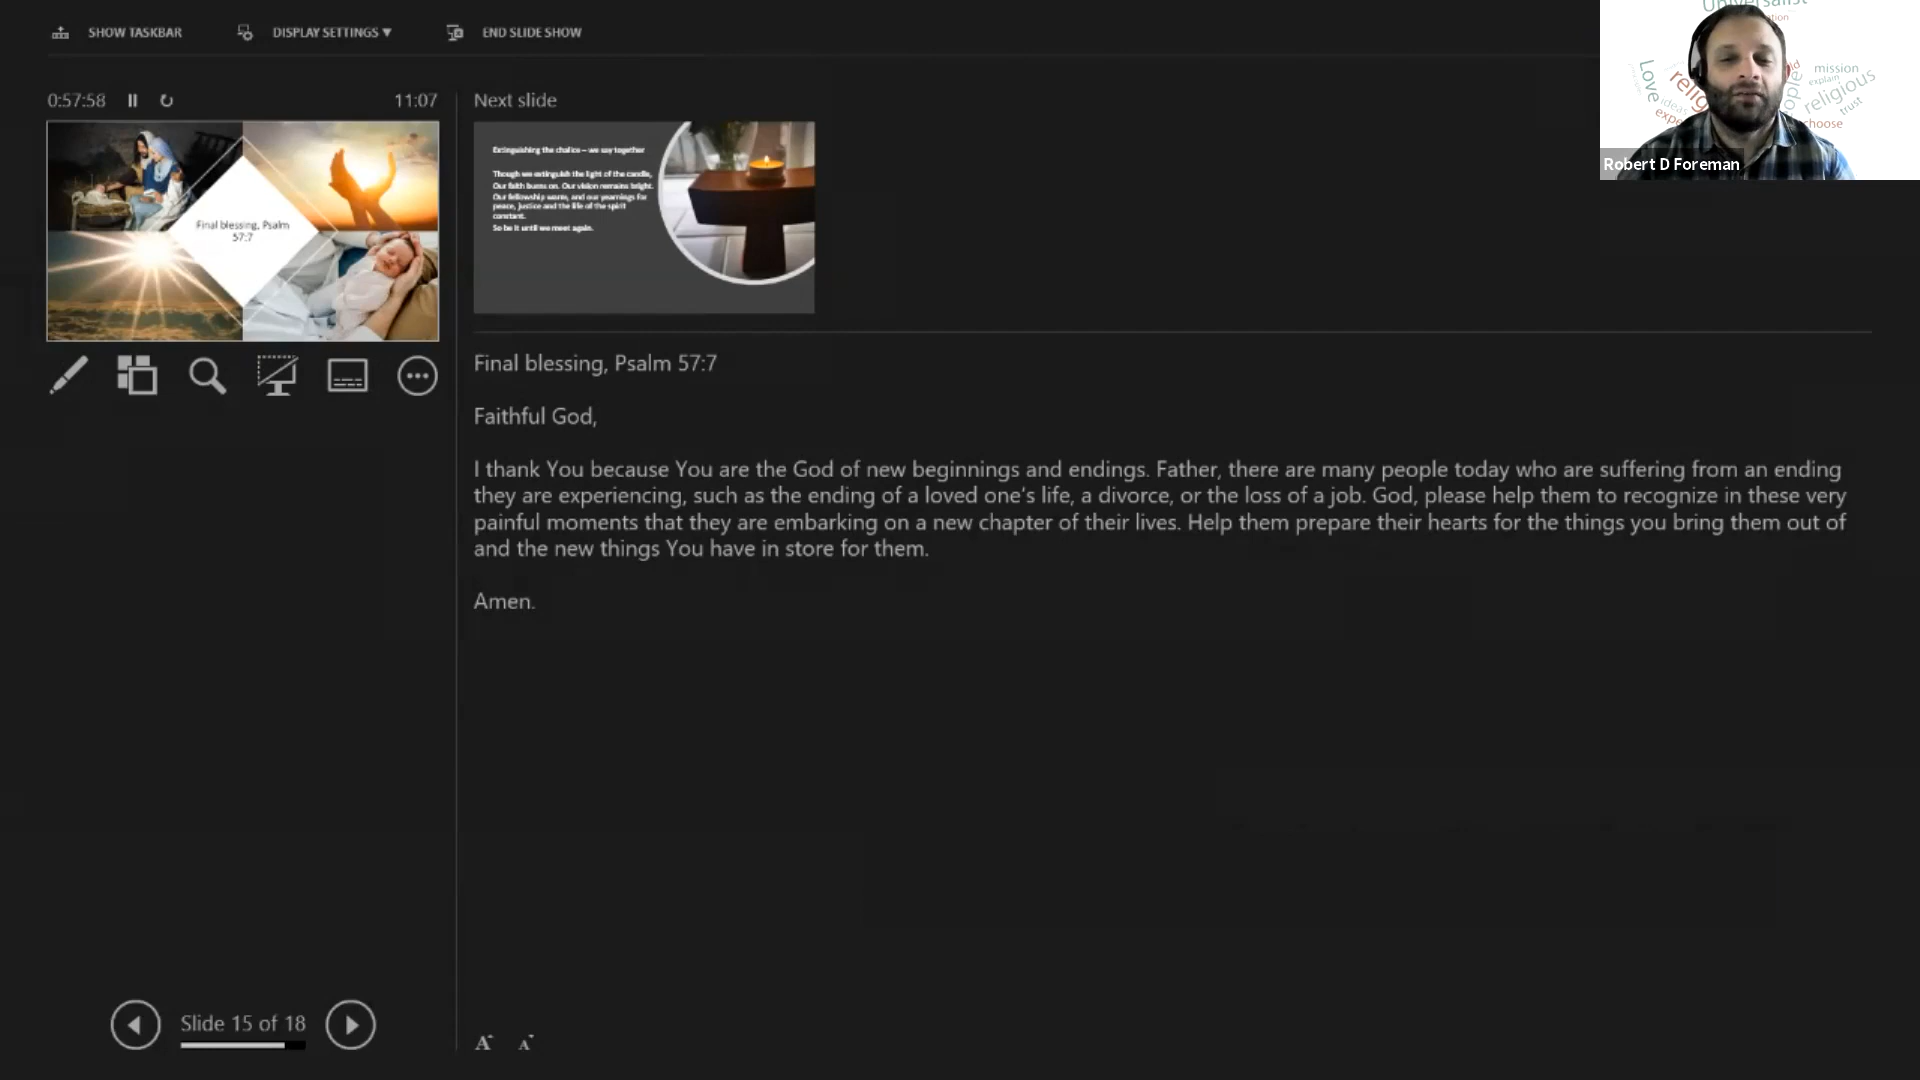 SHOW TASKBAR
DISPLAY SETTINGS ▼
END SLIDE SHOW
0:57:58
11:07
Final blessing, Psalm
57:7
Slide 15 of 18
Next slide
Extinguishing the chalice – we say together
Though we extinguish the light of the candle,
Our faith burns on. Our vision remains bright.
Our fellowship warm, and our yearnings for
peace, justice and the life of the spirit
constant.
So be it until we meet again.
Final blessing, Psalm 57:7
Faithful God,
I thank You because You are the God of new beginnings and endings. Father, there are many people today who are suffering from an ending
they are experiencing, such as the ending of a loved one's life, a divorce, or the loss of a job. God, please help them to recognize in these very
painful moments that they are embarking on a new chapter of their lives. Help them prepare their hearts for the things you bring them out of
and the new things You have in store for them.
Amen.
A A
Universalist
Love
ideas
mission
explain
religious
trust
choose
Robert D Foreman